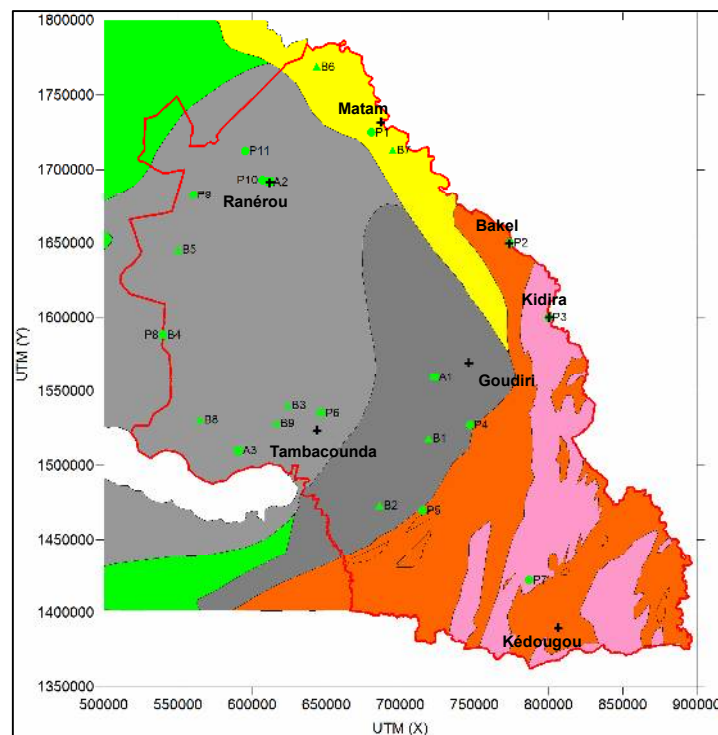 1800000
B6
1750000
Matam
P1
B7
P11
1700000
P10 A2
P9
Ranérou
Bakel
1650000
P2
B5
Kidira
1600000
P3
P8 B4
Goudiri
A1
1550000
B3
P6
B8
B9
P4
Tambacounda
B1
A3
1500000
B2
P5
1450000
P7
1400000
Kédougou
1350000
500000 550000 600000 650000 700000 750000 800000 850000 900000
UTM (X)
UTM (Y)